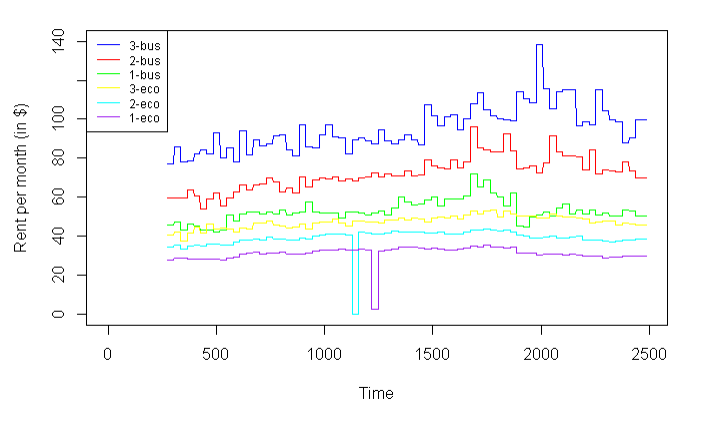 3-bus
2-bus
1-bus
3-eco
2-eco
1-eco
Rent per month (in $)
140
100
80
60
40
20
0
0 500 1000 1500 2000 2500
Time